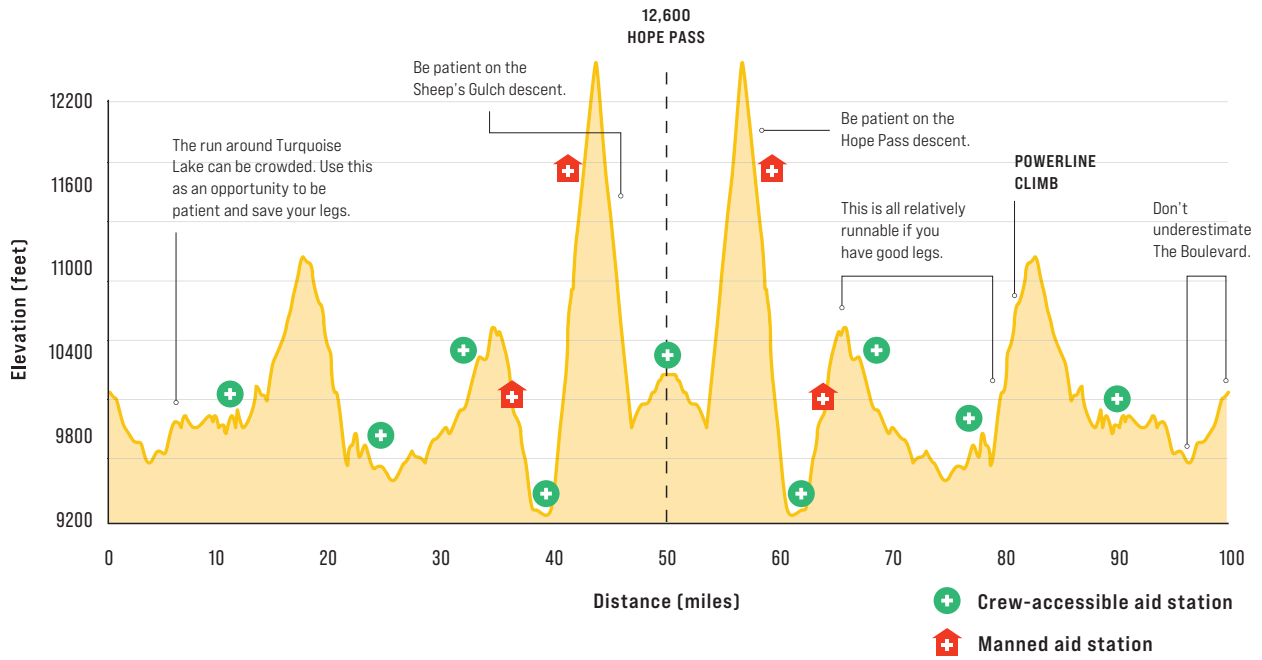 12,600
HOPE PASS
Be patient on the
Sheep's Gulch descent.
The run around Turquoise
Lake can be crowded. Use this
as an opportunity to be
patient and save your legs.
Be patient on the
Hope Pass descent.
POWERLINE
CLIMB
This is all relatively
runnable if you
have good legs.
Don't
underestimate
The Boulevard.
Elevation (feet)
12200
11600
11000
10400
9800
9200
0 10 20 30 40 50 60 70 80 90 100
Distance (miles)
Crew-accessible aid station
Manned aid station